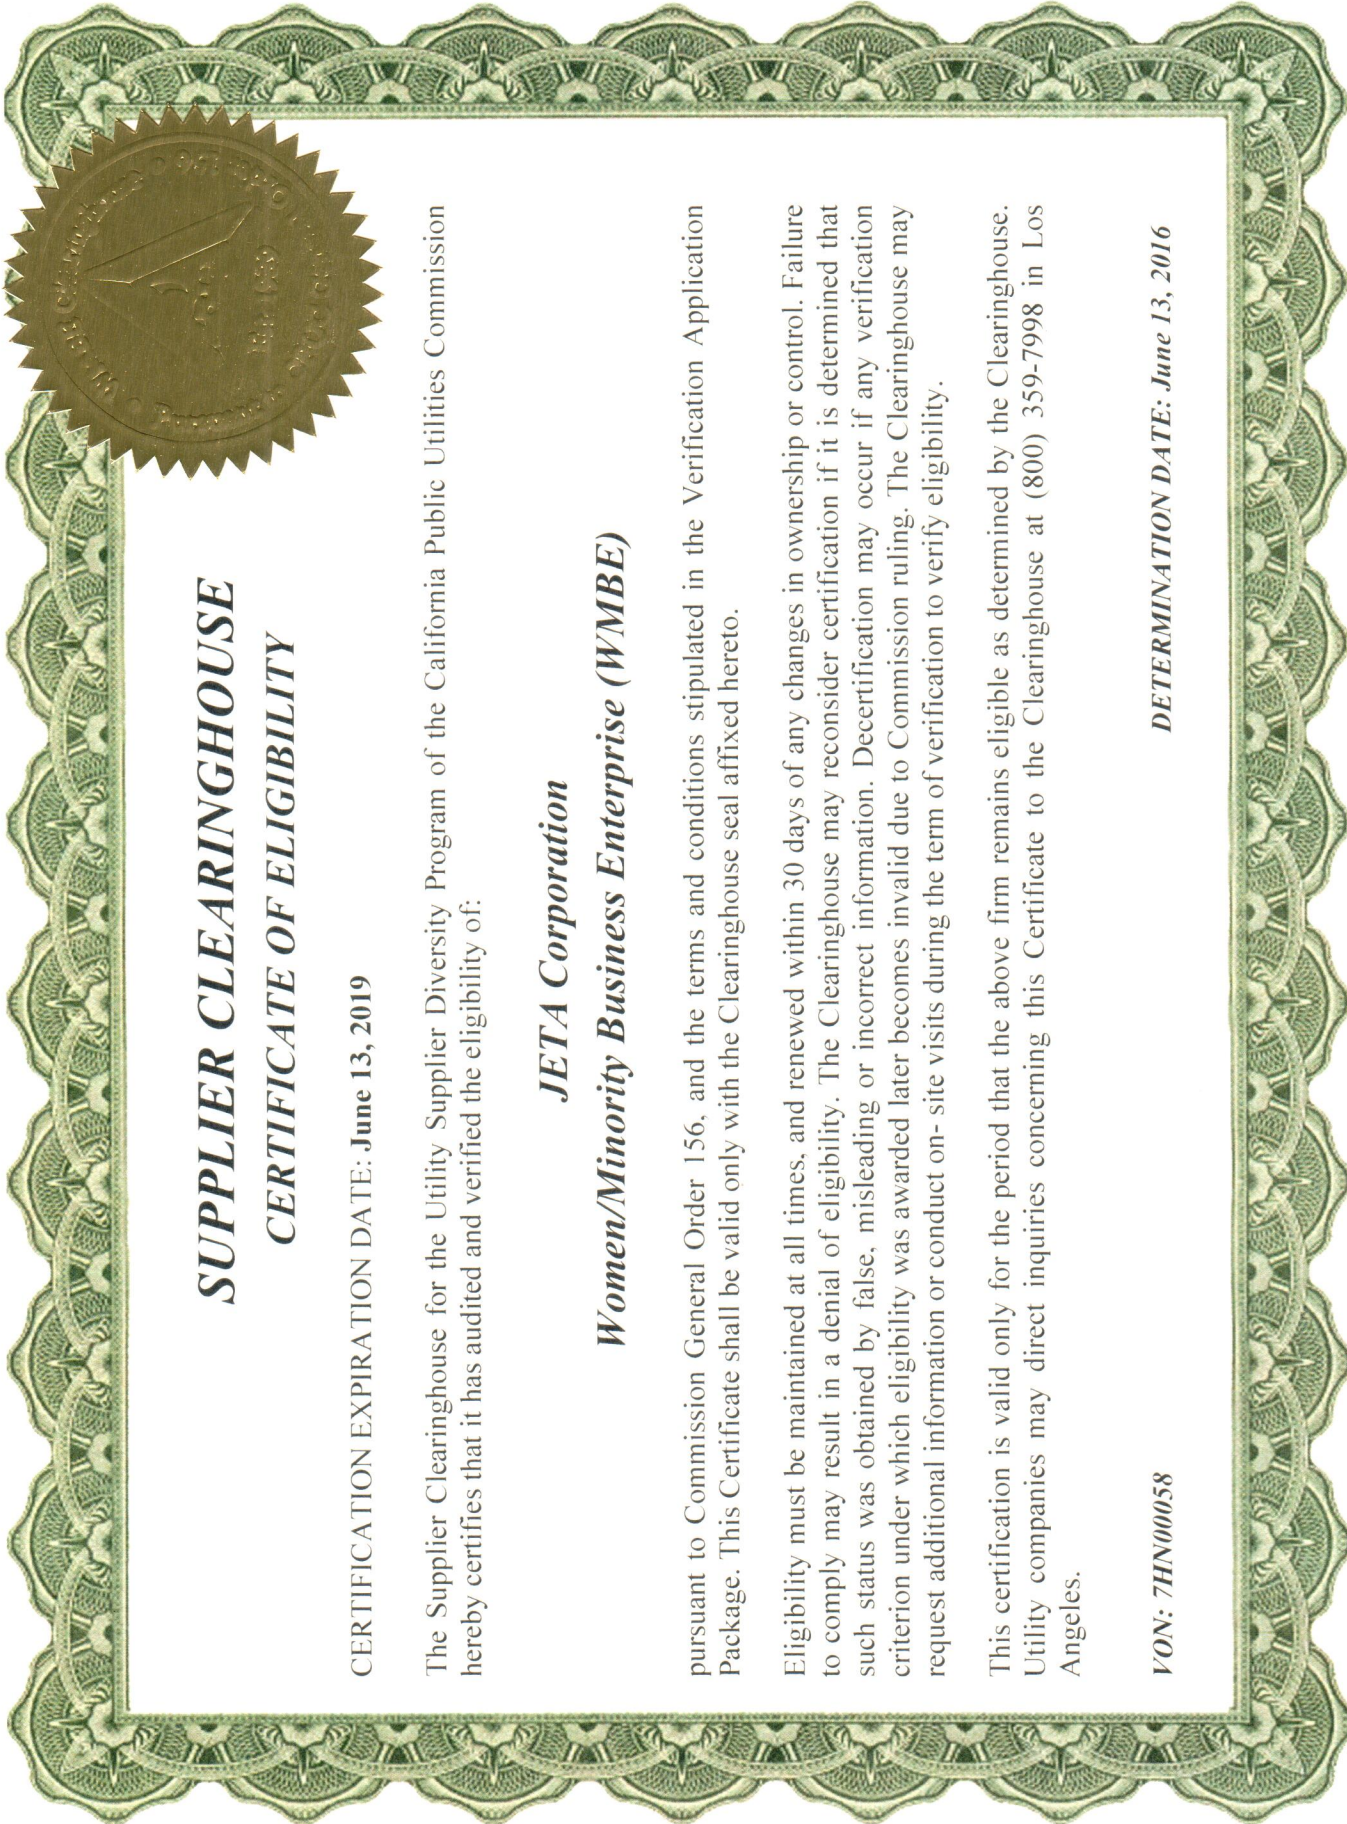 SUPPLIER CLEARINGHOUSE
CERTIFICATE OF ELIGIBILITY
CERTIFICATION EXPIRATION DATE: June 13, 2019
The Supplier Clearinghouse for the Utility Supplier Diversity Program of the California Public Utilities Commission
hereby certifies that it has audited and verified the eligibility of:
JETA Corporation
Women/Minority Business Enterprise (WMBE)
pursuant to Commission General Order 156, and the terms and conditions stipulated in the Verification Application
Package. This Certificate shall be valid only with the Clearinghouse seal affixed hereto.
Eligibility must be maintained at all times, and renewed within 30 days of any changes in ownership or control. Failure
to comply may result in a denial of eligibility. The Clearinghouse may reconsider certification if it is determined that
such status was obtained by false, misleading or incorrect information. Decertification may occur if any verification
criterion under which eligibility was awarded later becomes invalid due to Commission ruling. The Clearinghouse may
request additional information or conduct on- site visits during the term of verification to verify eligibility.
This certification is valid only for the period that the above firm remains eligible as determined by the Clearinghouse.
Utility companies may direct inquiries concerning this Certificate to the Clearinghouse at (800) 359-7998 in Los
Angeles.
VON: 7HN00058
DETERMINATION DATE: June 13, 2016